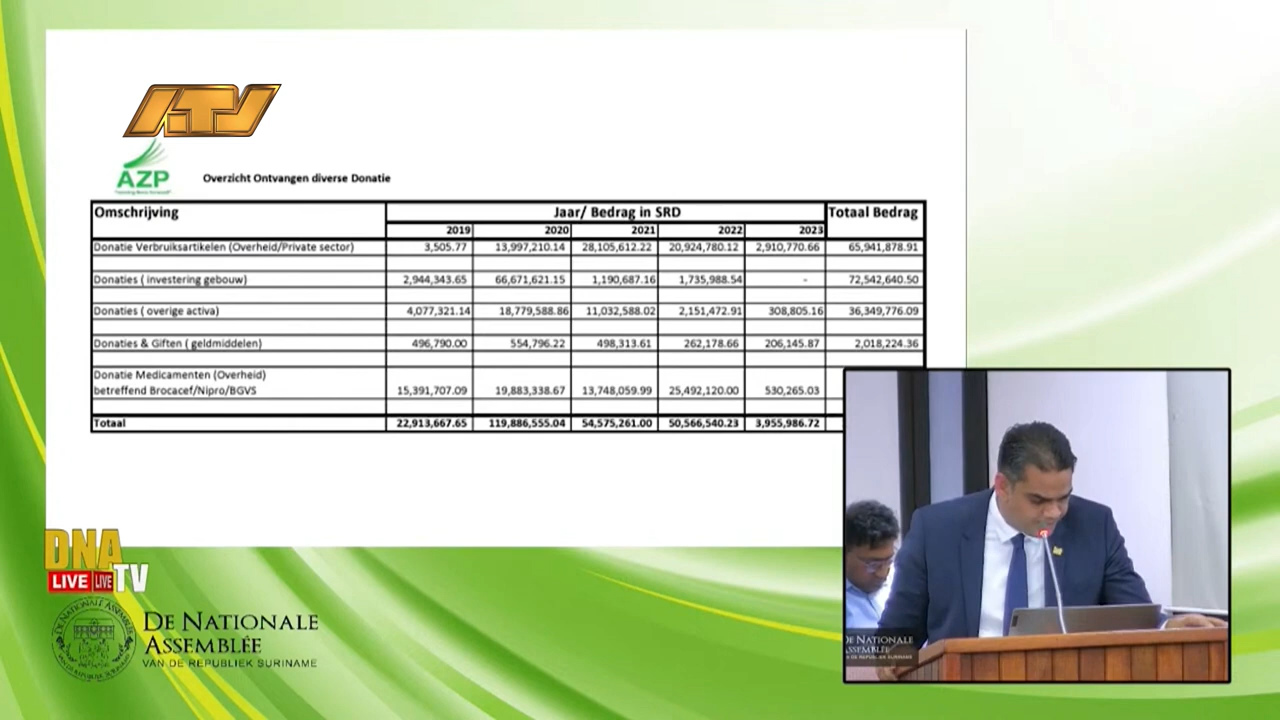 ATV
AZP
Overzicht Ontvangen diverse Donatie
Omschrijving Jaar/ Bedrag in SRD Totaal Bedrag
2019 2020 2021 2022 2023
Donatie Verbruiksartikelen (Overheid/Private sector) 3,505.77 13,997,210.14 28,105,612.22 20,924,780.12 2,910,770.66 65,941,878.91
Donaties ( investering gebouw) 2,944,343.65 66,671,621.15 1,190,687.16 1,735,988.54 - 72,542,640.50
Donaties ( overige activa) 4,077,321.14 18,779,588.86 11,032,588.02 2,151,472.91 308,805.16 36,349,776.09
Donaties & Giften ( geldmiddelen) 496,790.00 554,796.22 498,313.61 262,178.66 206,145.87 2,018,224.36
Donatie Medicamenten (Overheid)
betreffend Brocacef/Nipro/BGVS 15,391,707.09 19,883,338.67 13,748,059.99 25,492,120.00 530,265.03
Totaal 22,913,667.65 119,886,555.04 54,575,261.00 50,566,540.23 3,955,986.72
DNA
LIVE LIVE TV
DE NATIONALE
ASSEMBLÉE
VAN DE REPUBLIEK SURINAME
DE NATIONALE
ASSEMBLÉE
VAN DE REPUBLIEK SURINAME